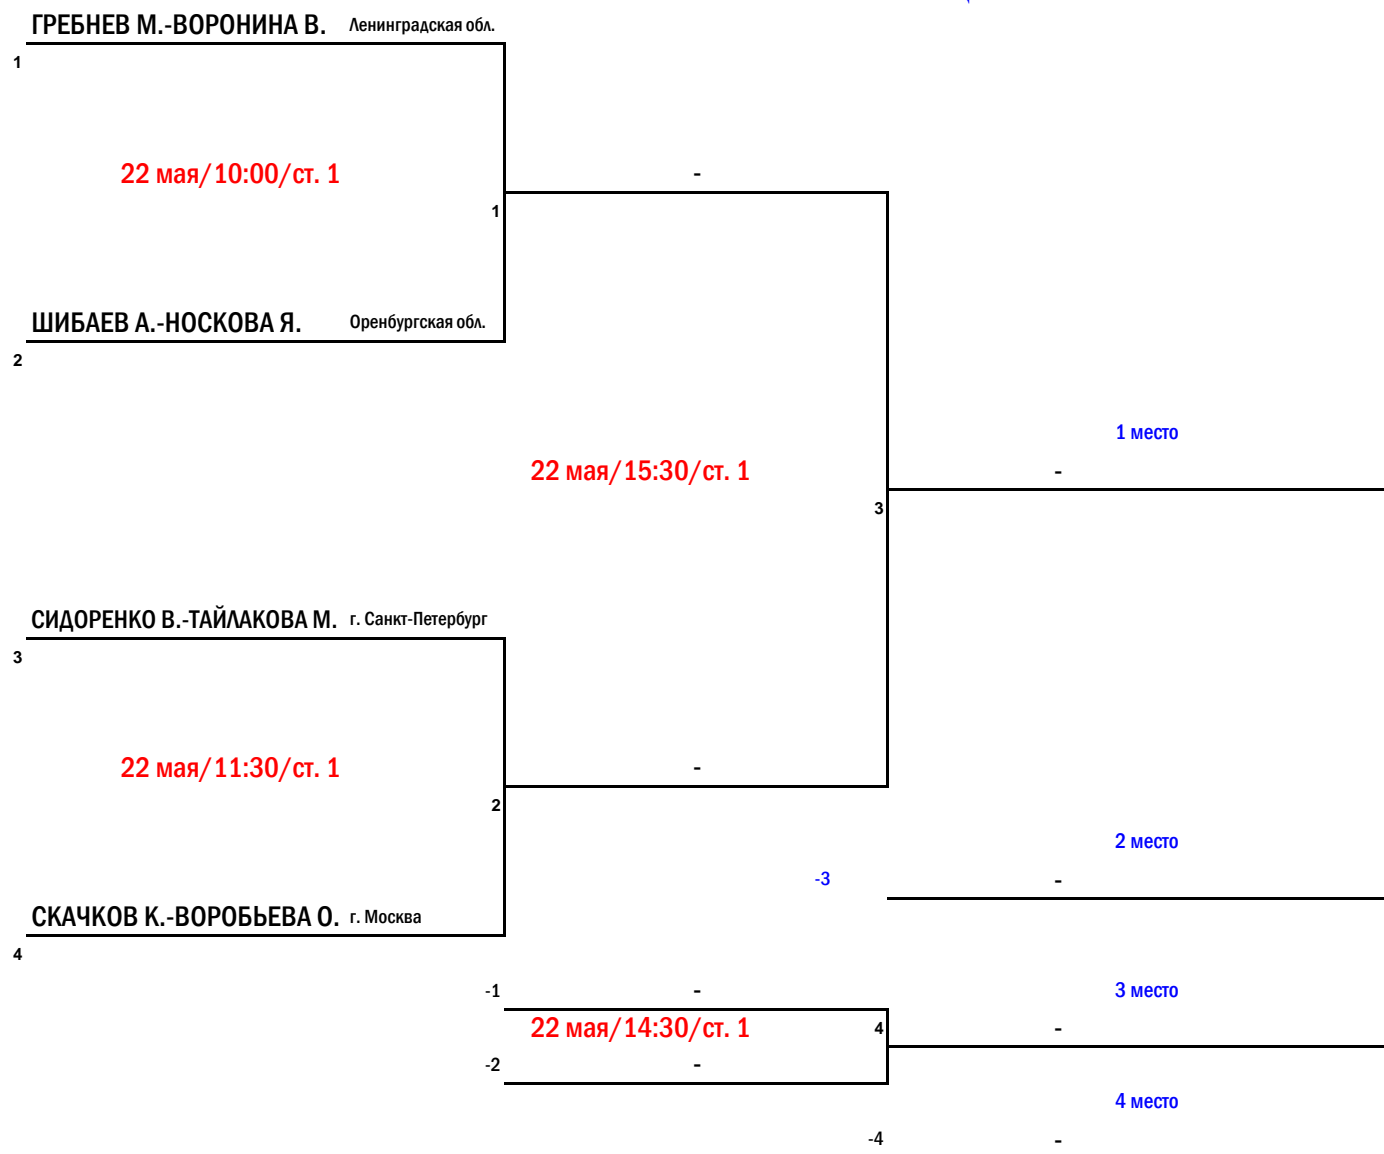 ГРЕБНЕВ М.-ВОРОНИНА В. Ленинградская обл.
1
22 мая/10:00/ст. 1
-
1
ШИБАЕВ А.-НОСКОВА Я. Оренбургская обл.
2
1 место
22 мая/15:30/ст. 1
-
3
СИДОРЕНКО В.-ТАЙЛАКОВА М. г. Санкт-Петербург
3
22 мая/11:30/ст. 1
-
2
2 место
-3 -
СКАЧКОВ К.-ВОРОБЬЕВА О. г. Москва
4
-1 -
3 место
22 мая/14:30/ст. 1
4 -
-2 -
4 место
-4 -